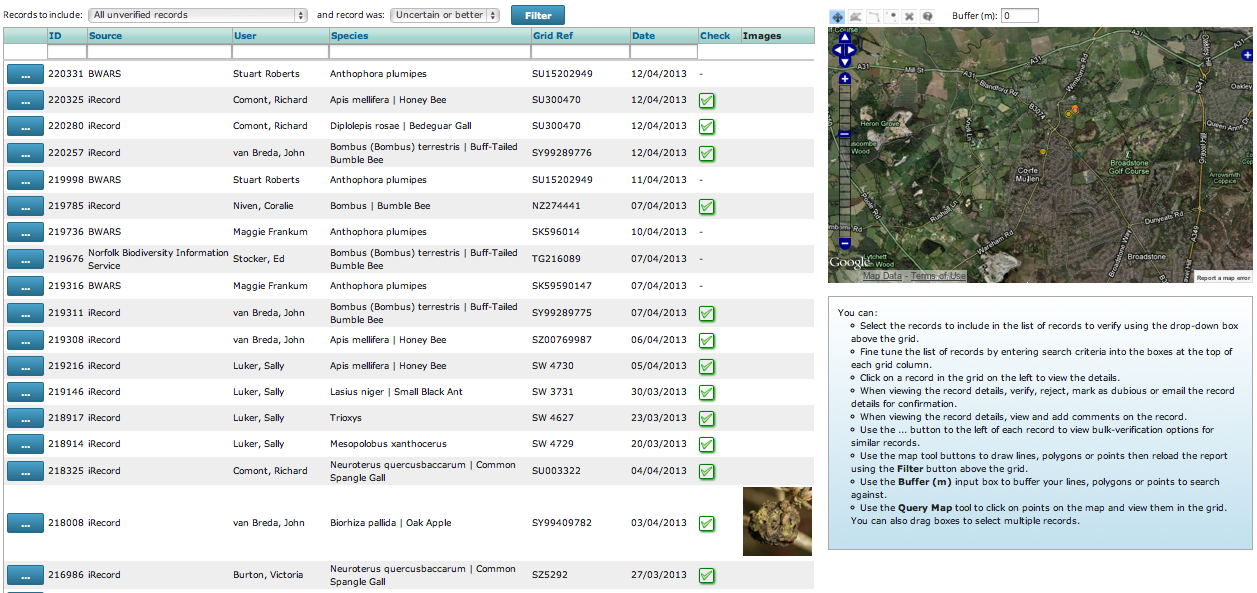 Records to include: All unverified records and record was: Uncertain or better Filter
ID Source User Species Grid Ref Date Check Images
... 220331 BWARS Stuart Roberts Anthophora plumipes SU15202949 12/04/2013 -
... 220325 iRecord Comont, Richard Apis mellifera | Honey Bee SU300470 12/04/2013
... 220280 iRecord Comont, Richard Diplolepis rosae | Bedeguar Gall SU300470 12/04/2013
... 220257 iRecord van Breda, John Bombus (Bombus) terrestris | Buff-Tailed Bumble Bee SY99289776 12/04/2013
... 219998 BWARS Stuart Roberts Anthophora plumipes SU15202949 11/04/2013 -
... 219785 iRecord Niven, Coralie Bombus | Bumble Bee NZ274441 07/04/2013
... 219736 BWARS Maggie Frankum Anthophora plumipes SK596014 10/04/2013 -
... 219676 Norfolk Biodiversity Information Service Stocker, Ed Bombus (Bombus) terrestris | Buff-Tailed Bumble Bee TG216089 07/04/2013 -
... 219316 BWARS Maggie Frankum Anthophora plumipes SK59590147 07/04/2013 -
... 219311 iRecord van Breda, John Bombus (Bombus) terrestris | Buff-Tailed Bumble Bee SY99289775 07/04/2013
... 219308 iRecord van Breda, John Apis mellifera | Honey Bee SZ00769987 06/04/2013
... 219216 iRecord Luker, Sally Apis mellifera | Honey Bee SW 4730 05/04/2013
... 219146 iRecord Luker, Sally Lasius niger | Small Black Ant SW 3731 30/03/2013
... 218917 iRecord Luker, Sally Trioxys SW 4627 23/03/2013
... 218914 iRecord Luker, Sally Mesopolobus xanthocerus SW 4729 20/03/2013
... 218325 iRecord Comont, Richard Neuroterus quercusbaccarum | Common Spangle Gall SU003322 04/04/2013
... 218008 iRecord van Breda, John Biorhiza pallida | Oak Apple SY99409782 03/04/2013
... 216986 iRecord Burton, Victoria Neuroterus quercusbaccarum | Common Spangle Gall SZ5292 27/03/2013
Buffer (m): 0
f Course
A31
A31
A31
A31
A31
Mill St
Blandford Rd
Wimborne Rd
Oakley
Oakley Hill
A341
B3074
Heron Grove
Queen Anne
Gravel Hill
Broadstone
Golf Course
Corfe
Mullen
Arrowsmith
Coppice
Rushall Ln
Dunyeats Rd
Wareham Rd
A349
Broadstone Way
Broadstone
Lytchett
Wood
Google
Map Data - Terms of Use
Report a map error
You can:
Select the records to include in the list of records to verify using the drop-down box
above the grid.
Fine tune the list of records by entering search criteria into the boxes at the top of
each grid column.
Click on a record in the grid on the left to view the details.
When viewing the record details, verify, reject, mark as dubious or email the record
details for confirmation.
When viewing the record details, view and add comments on the record.
Use the ... button to the left of each record to view bulk-verification options for
similar records.
Use the map tool buttons to draw lines, polygons or points then reload the report
using the Filter button above the grid.
Use the Buffer (m) input box to buffer your lines, polygons or points to search
against.
Use the Query Map tool to click on points on the map and view them in the grid.
You can also drag boxes to select multiple records.